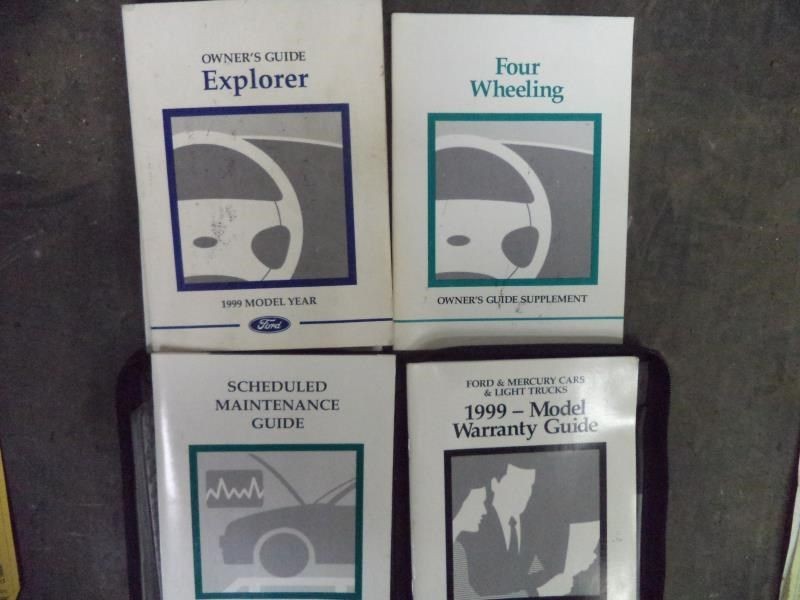 OWNER'S GUIDE
Explorer
1999 MODEL YEAR
Ford
Four
Wheeling
OWNER'S GUIDE SUPPLEMENT
SCHEDULED
MAINTENANCE
GUIDE
FORD & MERCURY CARS
& LIGHT TRUCKS
1999 – Model
Warranty Guide